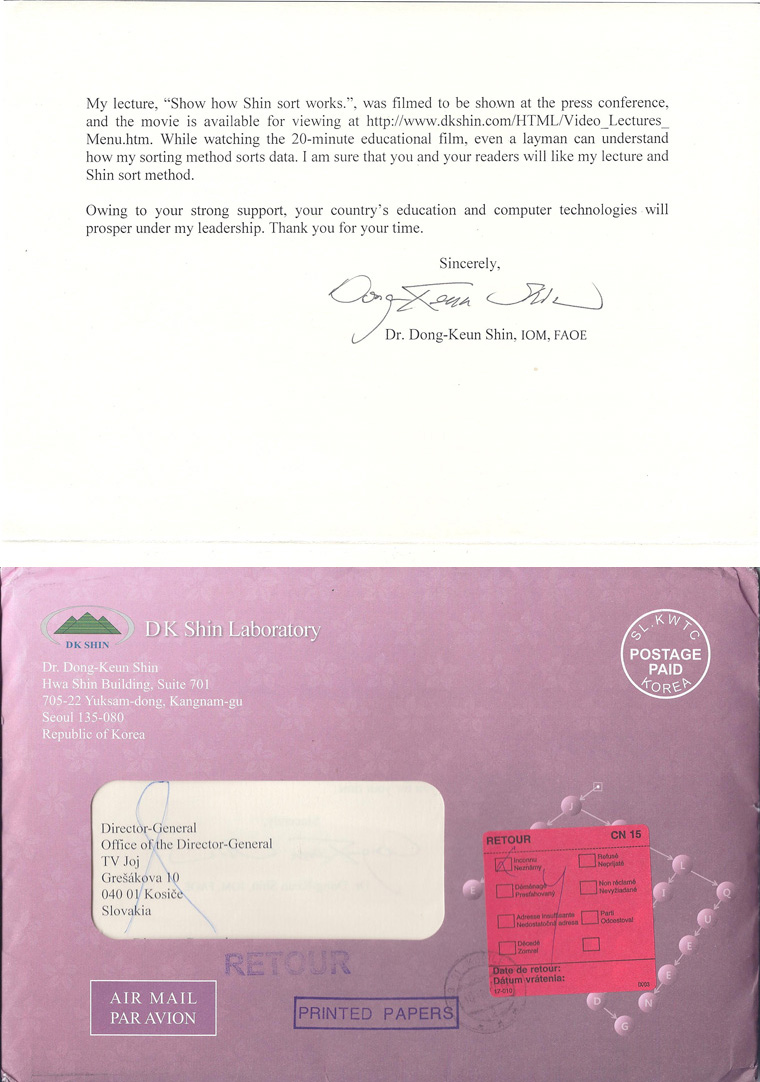 My lecture, “Show how Shin sort works.”, was filmed to be shown at the press conference,
and the movie is available for viewing at http://www.dkshin.com/HTML/Video_Lectures_
Menu.htm. While watching the 20-minute educational film, even a layman can understand
how my sorting method sorts data. I am sure that you and your readers will like my lecture and
Shin sort method.
Owing to your strong support, your country’s education and computer technologies will
prosper under my leadership. Thank you for your time.
Sincerely,
Dong-Keun Shin
Dr. Dong-Keun Shin, IOM, FAOE
DK SHIN
DK Shin Laboratory
SL.KWTC
POSTAGE
PAID
KOREA
Dr. Dong-Keun Shin
Hwa Shin Building, Suite 701
705-22 Yuksam-dong, Kangnam-gu
Seoul 135-080
Republic of Korea
Director-General
Office of the Director-General
TV Joj
Grešákova 10
040 01 Kosiče
Slovakia
J
E
C
I
Q
U
E
E
D
N
G
RETOUR CN 15
Inconnu
Neznámy
Refusé
Neprijaté
Déménagé
Presťahovaný
Non réclamé
Nevyžiadané
Adresse insuffisante
Nedostatočná adresa
Parti
Odcestoval
Décédé
Zomrel
Date de retour:
Dátum vrátenia:
17-010
RETOUR
AIR MAIL
PAR AVION
PRINTED PAPERS